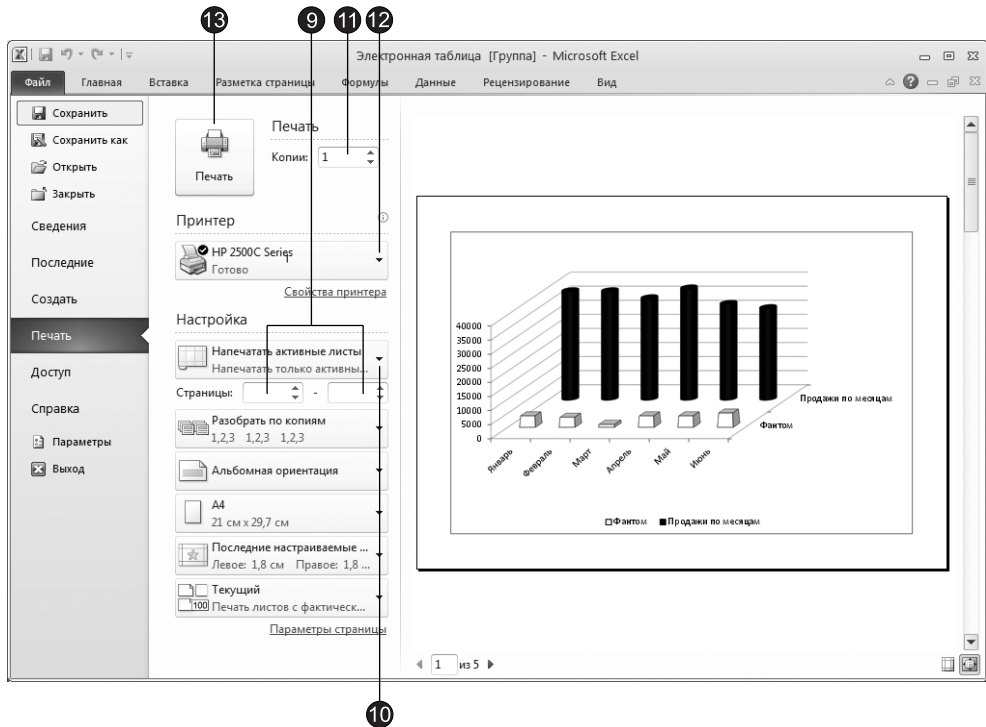 13 9 11 12
Электронная таблица [Группа] - Microsoft Excel
Файл Главная Вставка Разметка страницы Формулы Данные Рецензирование Вид
Сохранить
Сохранить как
Открыть
Закрыть
Сведения
Последние
Создать
Печать
Доступ
Справка
Параметры
Выход
Печать
Печать
Копии: 1
Принтер
HP 2500C Series
Готово
Свойства принтера
Настройка
Напечатать активные листы
Напечатать только активны...
Страницы: -
Разобрать по копиям
1,2,3 1,2,3 1,2,3
Альбомная ориентация
A4
21 см x 29,7 см
Последние настраиваемые ...
Левое: 1,8 см Правое: 1,8 ...
Текущий
100 Печать листов с фактическ...
Параметры страницы
10
40000
35000
30000
25000
20000
15000
10000
5000
0
Январь
Февраль
Март
Апрель
Май
Июнь
Продажи по месяцам
Фантом
Фантом Продажи по месяцам
1 из 5